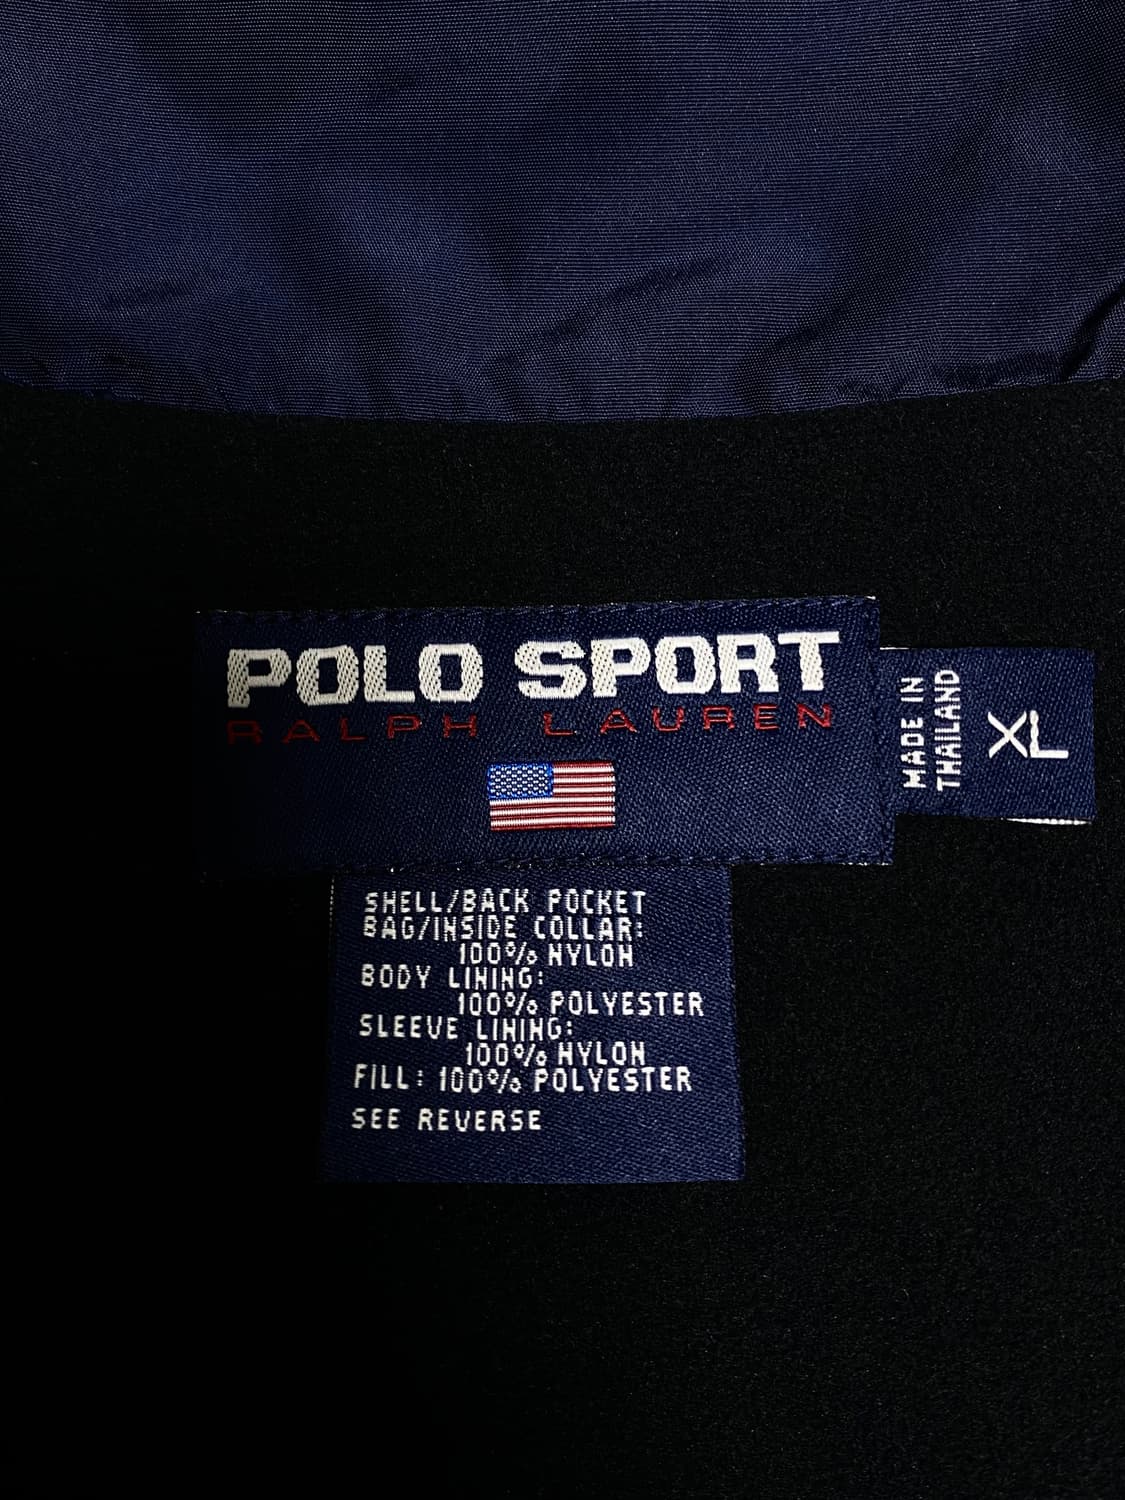 POLO SPORT
RALPH LAUREN
MADE IN
THAILAND
XL
SHELL/BACK POCKET
BAG/INSIDE COLLAR:
100% NYLON
BODY LINING:
100% POLYESTER
SLEEVE LINING:
100% NYLON
FILL: 100% POLYESTER
SEE REVERSE